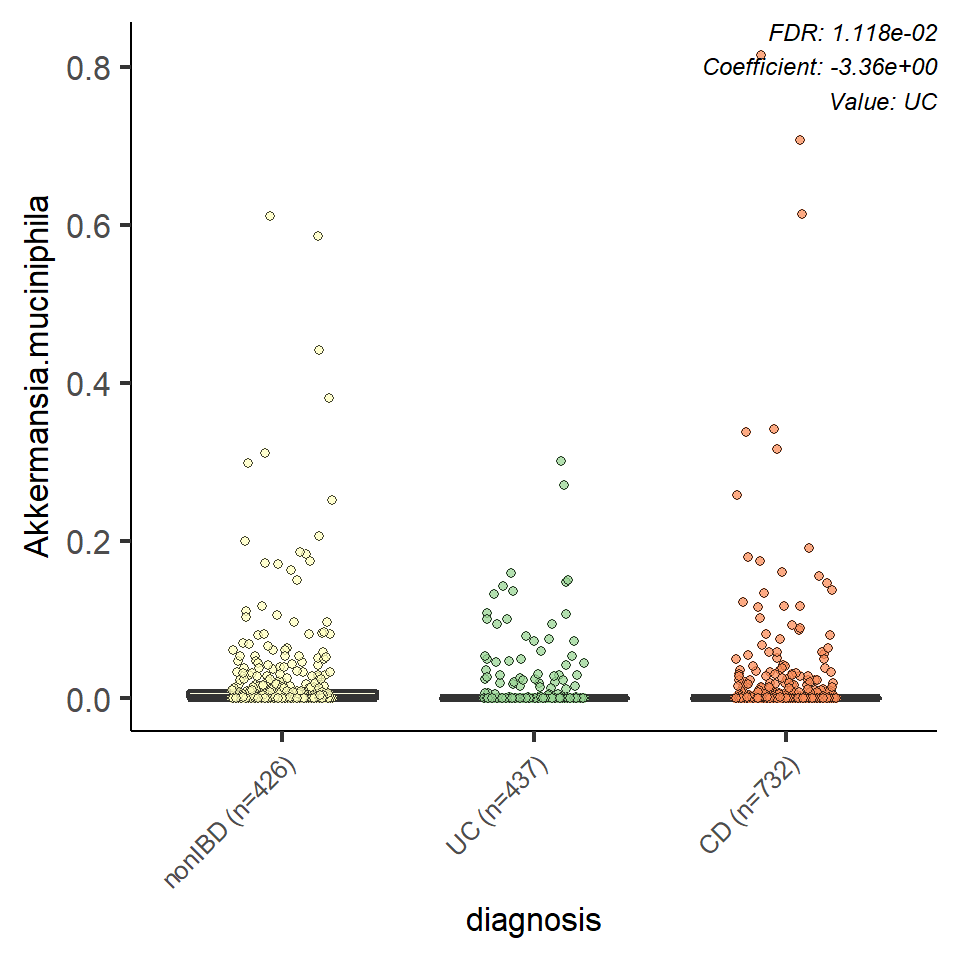 FDR: 1.118e-02
Coefficient: -3.36e+00
Value: UC
Akkermansia.muciniphila
0.8
0.6
0.4
0.2
0.0
nonIBD (n=426)
UC (n=437)
CD (n=732)
diagnosis